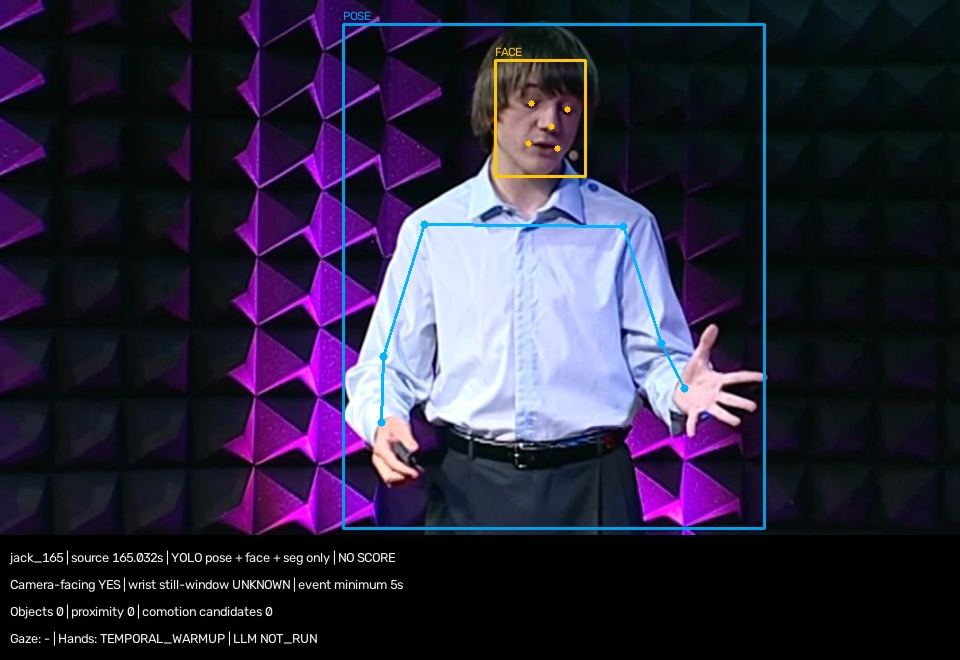 POSE
FACE
jack_165 | source 165.032s | YOLO pose + face + seg only | NO SCORE
Camera-facing YES | wrist still-window UNKNOWN | event minimum 5s
Objects 0 | proximity 0 | comotion candidates 0
Gaze: - | Hands: TEMPORAL_WARMUP | LLM NOT_RUN